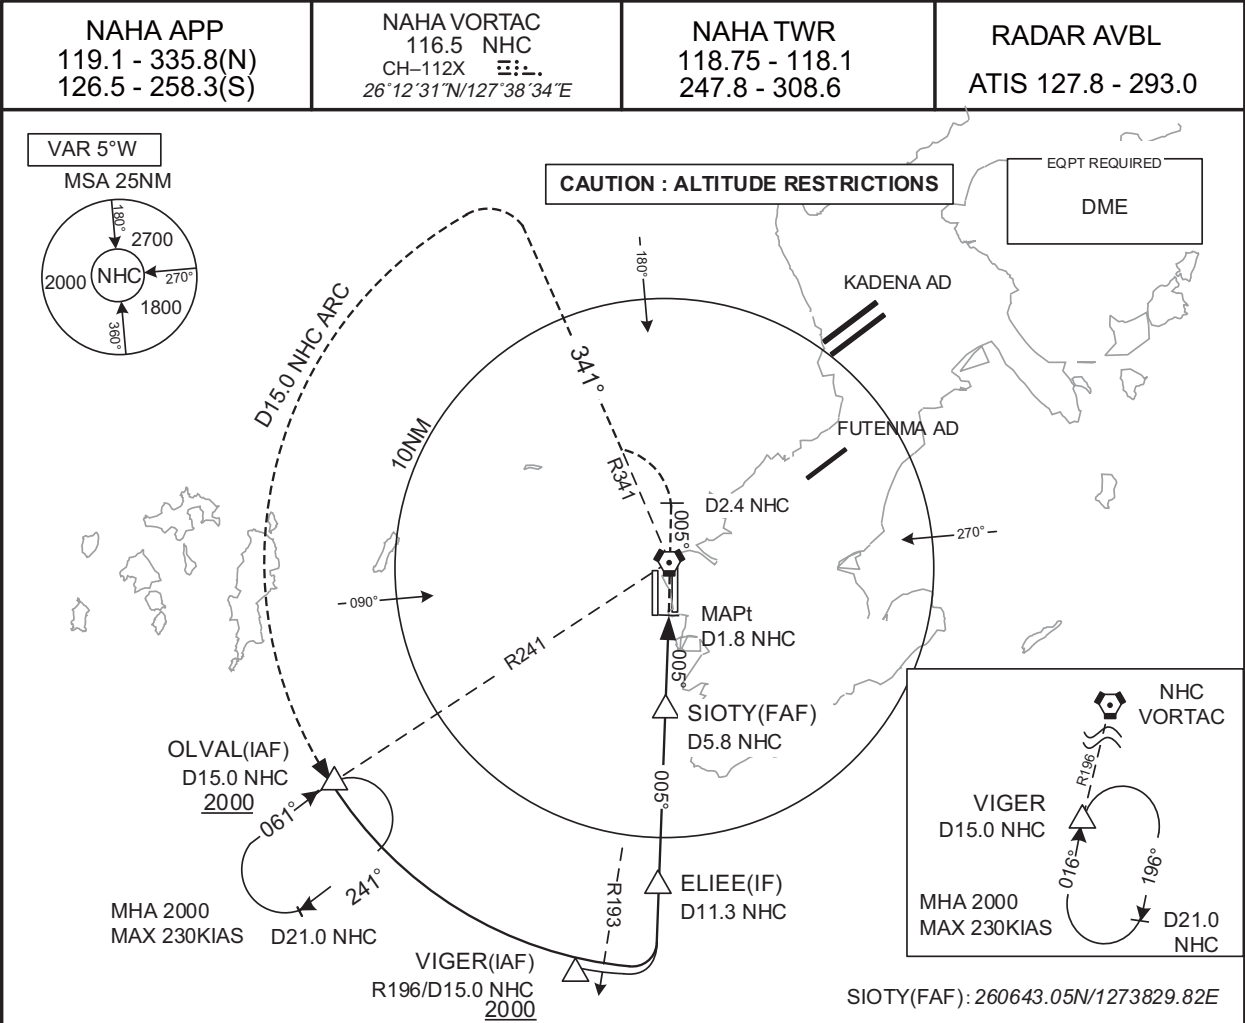 NAHA APP
119.1 - 335.8(N)
126.5 - 258.3(S)
NAHA VORTAC
116.5 NHC
CH–112X
26°12´31˝N/127°38´34˝E
NAHA TWR
118.75 - 118.1
247.8 - 308.6
RADAR AVBL
ATIS 127.8 - 293.0
VAR 5°W
MSA 25NM
180°
2700
NHC
2000
270°
1800
360°
CAUTION : ALTITUDE RESTRICTIONS
EQPT REQUIRED
DME
180°
KADENA AD
D15.0 NHC ARC
341°
10NM
FUTENMA AD
R341
D2.4 NHC
005°
270°
090°
MAPt
D1.8 NHC
R241
005°
SIOTY(FAF)
D5.8 NHC
OLVAL(IAF)
D15.0 NHC
2000
061°
005°
241°
MHA 2000
MAX 230KIAS
D21.0 NHC
R193
ELIEE(IF)
D11.3 NHC
VIGER(IAF)
R196/D15.0 NHC
2000
NHC
VORTAC
R196
VIGER
D15.0 NHC
016°
196°
MHA 2000
MAX 230KIAS
D21.0
NHC
SIOTY(FAF): 260643.05N/1273829.82E